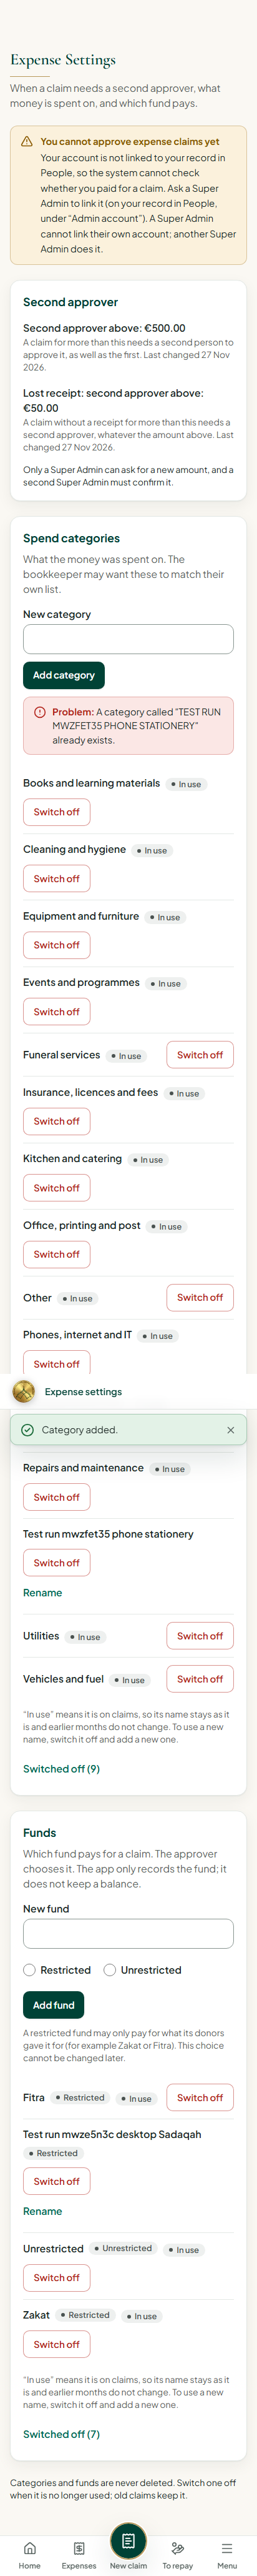 Expense Settings
When a claim needs a second approver, what
money is spent on, and which fund pays.
You cannot approve expense claims yet
Your account is not linked to your record in
People, so the system cannot check
whether you paid for a claim. Ask a Super
Admin to link it (on your record in People,
under “Admin account”). A Super Admin
cannot link their own account; another Super
Admin does it.
Second approver
Second approver above: €500.00
A claim for more than this needs a second person to
approve it, as well as the first. Last changed 27 Nov
2026.
Lost receipt: second approver above:
€50.00
A claim without a receipt for more than this needs a
second approver, whatever the amount above. Last
changed 27 Nov 2026.
Only a Super Admin can ask for a new amount, and a
second Super Admin must confirm it.
Spend categories
What the money was spent on. The
bookkeeper may want these to match their
own list.
New category
Add category
Problem: A category called "TEST RUN
MWZFET35 PHONE STATIONERY"
already exists.
Books and learning materials In use
Switch off
Cleaning and hygiene In use
Switch off
Equipment and furniture In use
Switch off
Events and programmes In use
Switch off
Funeral services In use Switch off
Insurance, licences and fees In use
Switch off
Kitchen and catering In use
Switch off
Office, printing and post In use
Switch off
Other In use Switch off
Phones, internet and IT In use
Switch off
Expense settings
Category added.
Repairs and maintenance In use
Switch off
Test run mwzfet35 phone stationery
Switch off
Rename
Utilities In use Switch off
Vehicles and fuel In use Switch off
“In use” means it is on claims, so its name stays as it
is and earlier months do not change. To use a new
name, switch it off and add a new one.
Switched off (9)
Funds
Which fund pays for a claim. The approver
chooses it. The app only records the fund; it
does not keep a balance.
New fund
Restricted Unrestricted
Add fund
A restricted fund may only pay for what its donors
gave it for (for example Zakat or Fitra). This choice
cannot be changed later.
Fitra Restricted In use Switch off
Test run mwze5n3c desktop Sadaqah
Restricted
Switch off
Rename
Unrestricted Unrestricted In use
Switch off
Zakat Restricted In use
Switch off
“In use” means it is on claims, so its name stays as it
is and earlier months do not change. To use a new
name, switch it off and add a new one.
Switched off (7)
Categories and funds are never deleted. Switch one off
when it is no longer used; old claims keep it.
Home Expenses New claim To repay Menu